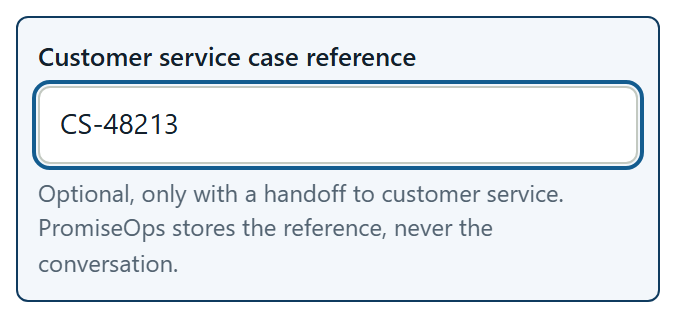 Customer service case reference
CS-48213
Optional, only with a handoff to customer service.
PromiseOps stores the reference, never the
conversation.